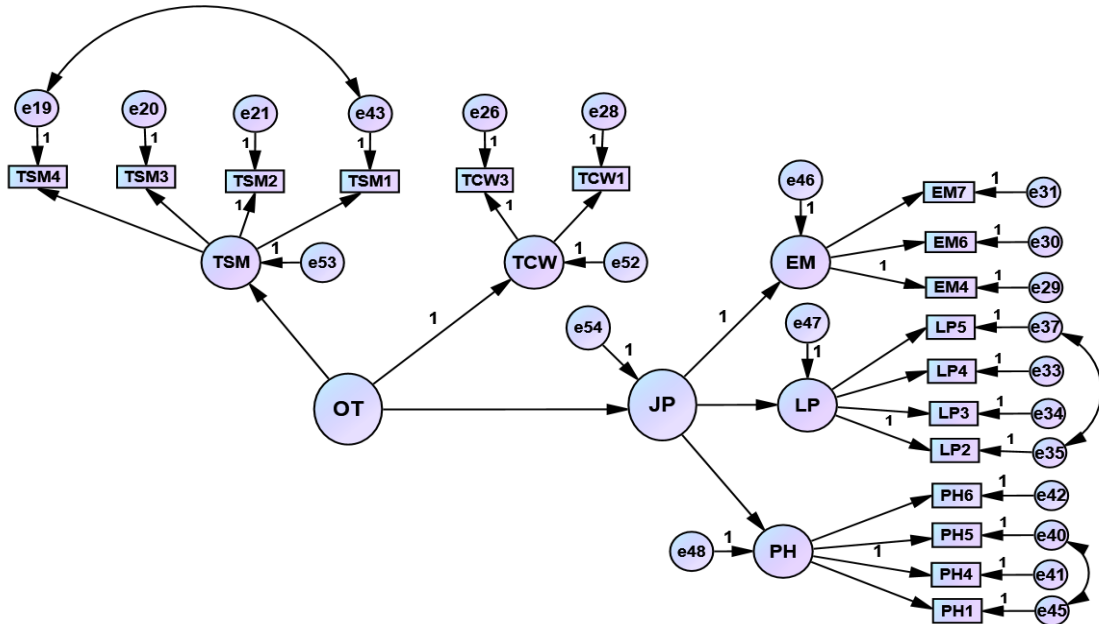 e19 e20 e21 e43 e26 e28
1 1 1 1 1 1
TSM4 TSM3 TSM2 TSM1 TCW3 TCW1
1 1
e46
1
EM7 1 e31
EM6 1 e30
1 EM4 1 e29
TSM 1 e53
TCW 1 e52
EM
1
1
e54
1
e47
1
LP5 1 e37
LP4 1 e33
LP3 1 e34
1 LP2 1 e35
OT
JP
LP
PH6 1 e42
PH5 1 e40
1 PH4 1 e41
PH1 1 e45
e48 1 PH